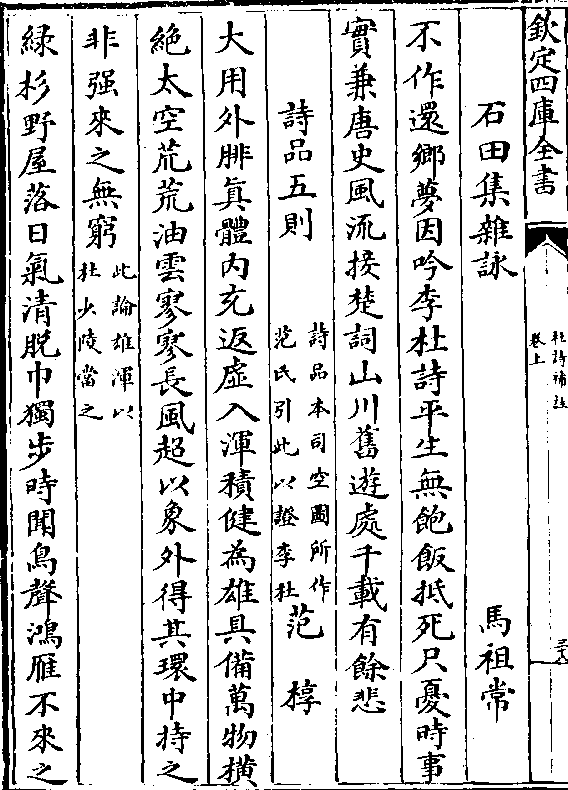 欽定四庫全書
杜詩補註
卷上
石田集雜詠　馬祖常
不作還鄉夢因吟李杜詩平生無飽飯抵死只憂時事
實兼唐史風流接楚詞山川舊遊處千載有餘悲
詩品五則　詩品本司空圖所作
范氏引此以證李杜　范梈
大用外腓真體内充返虛入渾積健為雄具備萬物橫
絶太空荒荒油雲寥寥長風超以象外得其環中持之
非强來之無窮　此論雄渾以
杜少陵當之
緑杉野屋落日氣清脫巾獨步時聞鳥聲鴻雁不來之